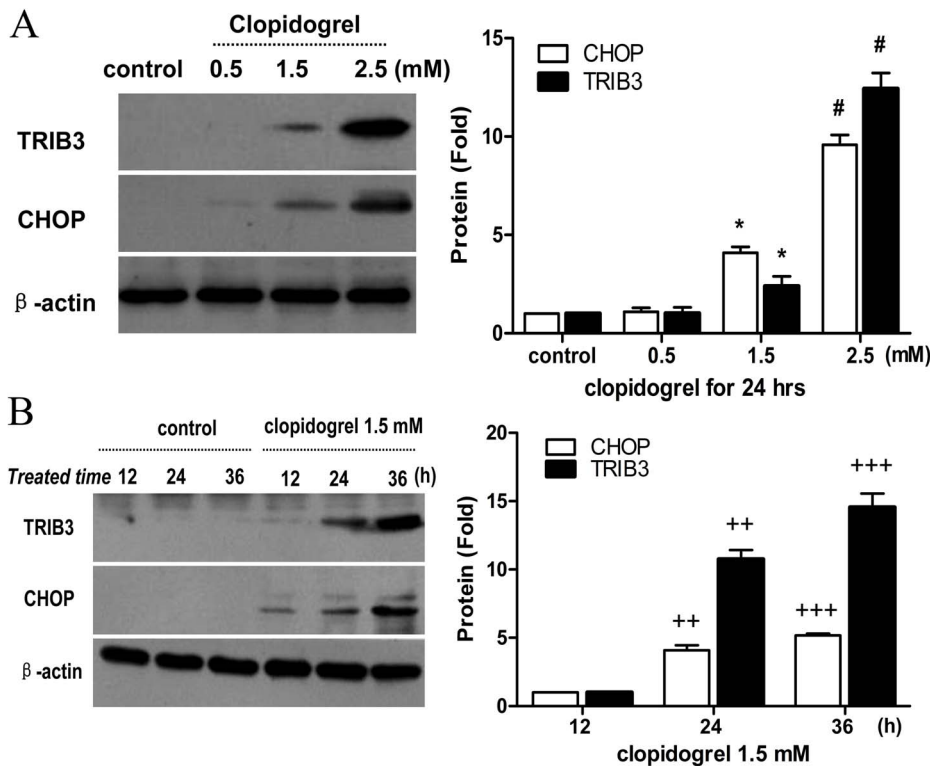 A
Clopidogrel
control 0.5 1.5 2.5 (mM)
TRIB3
CHOP
β -actin
15
10
5
0
Protein (Fold)
CHOP
TRIB3
* * # #
control 0.5 1.5 2.5 (mM)
clopidogrel for 24 hrs
B
control clopidogrel 1.5 mM
Treated time 12 24 36 12 24 36 (h)
TRIB3
CHOP
β -actin
20
15
10
5
0
Protein (Fold)
CHOP
TRIB3
++ ++ +++ +++
12 24 36 (h)
clopidogrel 1.5 mM